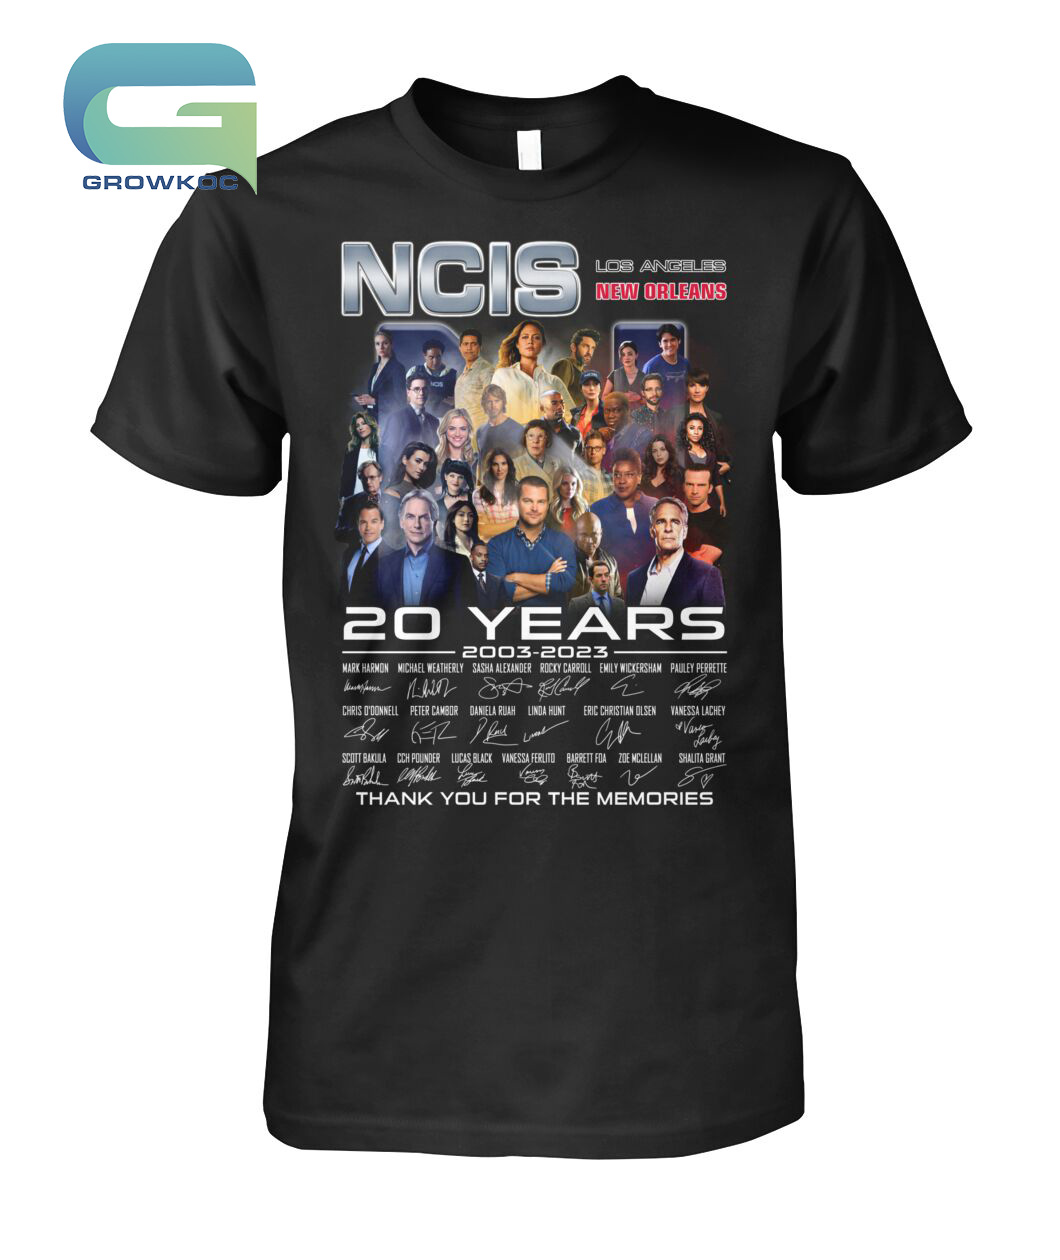 GROWKOC
NCIS
LOS ANGELES
NEW ORLEANS
NCIS
NCIS
20 YEARS
2003-2023
MARK HARMON MICHAEL WEATHERLY SASHA ALEXANDER ROCKY CARROLL EMILY WICKERSHAM PAULEY PERRETTE
CHRIS O'DONNELL PETER CAMBOR DANIELA RUAH LINDA HUNT ERIC CHRISTIAN OLSEN VANESSA LACHEY
SCOTT BAKULA CCH POUNDER LUCAS BLACK VANESSA FERLITO BARRETT FOA ZOE MCLELLAN SHALITA GRANT
THANK YOU FOR THE MEMORIES